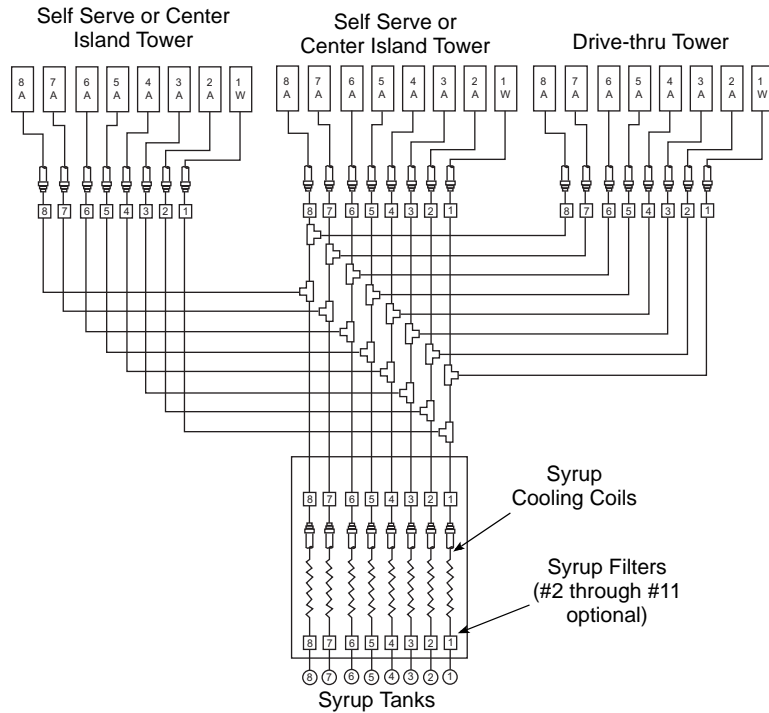 Self Serve or Center
Island Tower
Self Serve or
Center Island Tower
Drive-thru Tower
8 A 7 A 6 A 5 A 4 A 3 A 2 A 1 W
8 A 7 A 6 A 5 A 4 A 3 A 2 A 1 W
8 A 7 A 6 A 5 A 4 A 3 A 2 A 1 W
8 7 6 5 4 3 2 1
8 7 6 5 4 3 2 1
8 7 6 5 4 3 2 1
Syrup
Cooling Coils
8 7 6 5 4 3 2 1
Syrup Filters
(#2 through #11
optional)
8 7 6 5 4 3 2 1
8 7 6 5 4 3 2 1
Syrup Tanks